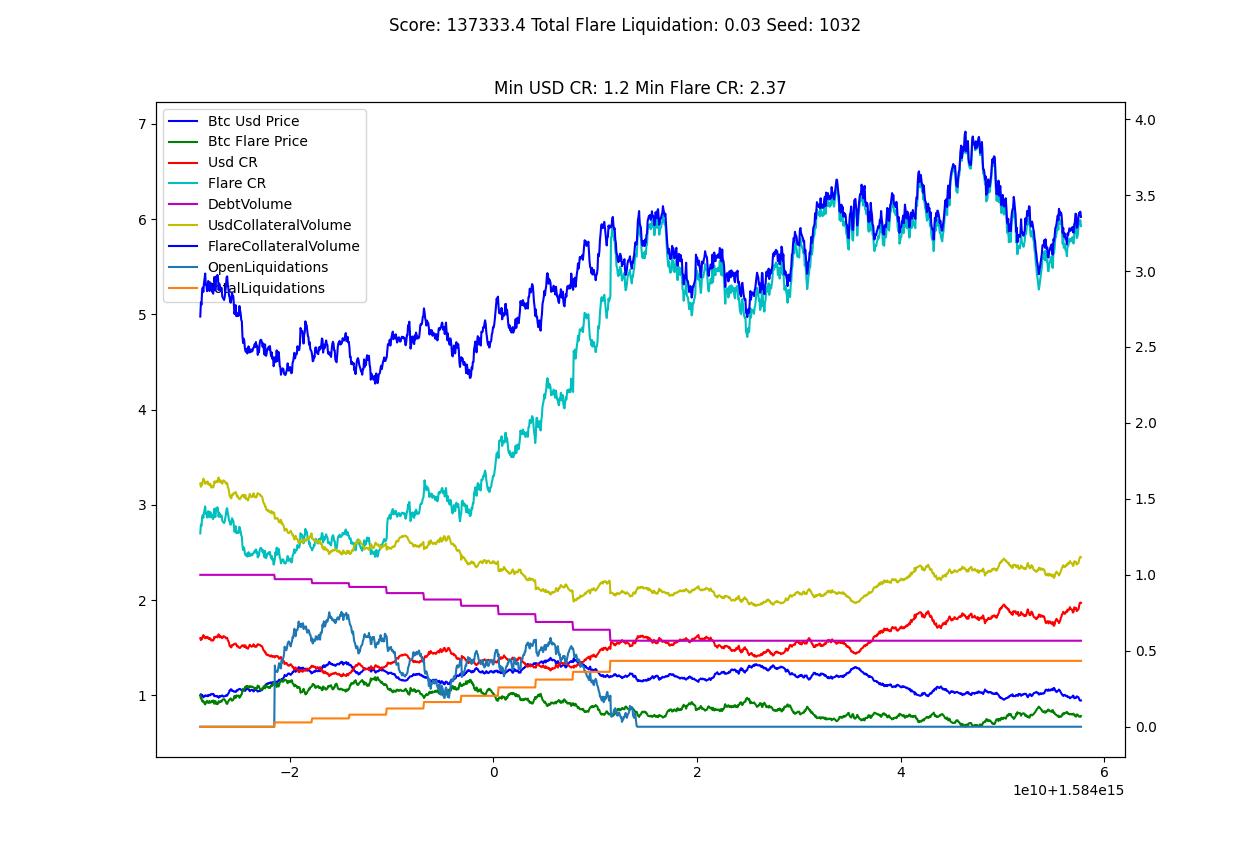 Score: 137333.4 Total Flare Liquidation: 0.03 Seed: 1032
Min USD CR: 1.2 Min Flare CR: 2.37
Btc Usd Price
Btc Flare Price
Usd CR
Flare CR
DebtVolume
UsdCollateralVolume
FlareCollateralVolume
OpenLiquidations
TotalLiquidations
7
6
5
4
3
2
1
4.0
3.5
3.0
2.5
2.0
1.5
1.0
0.5
0.0
−2
0
2
4
6
1e10+1.584e15